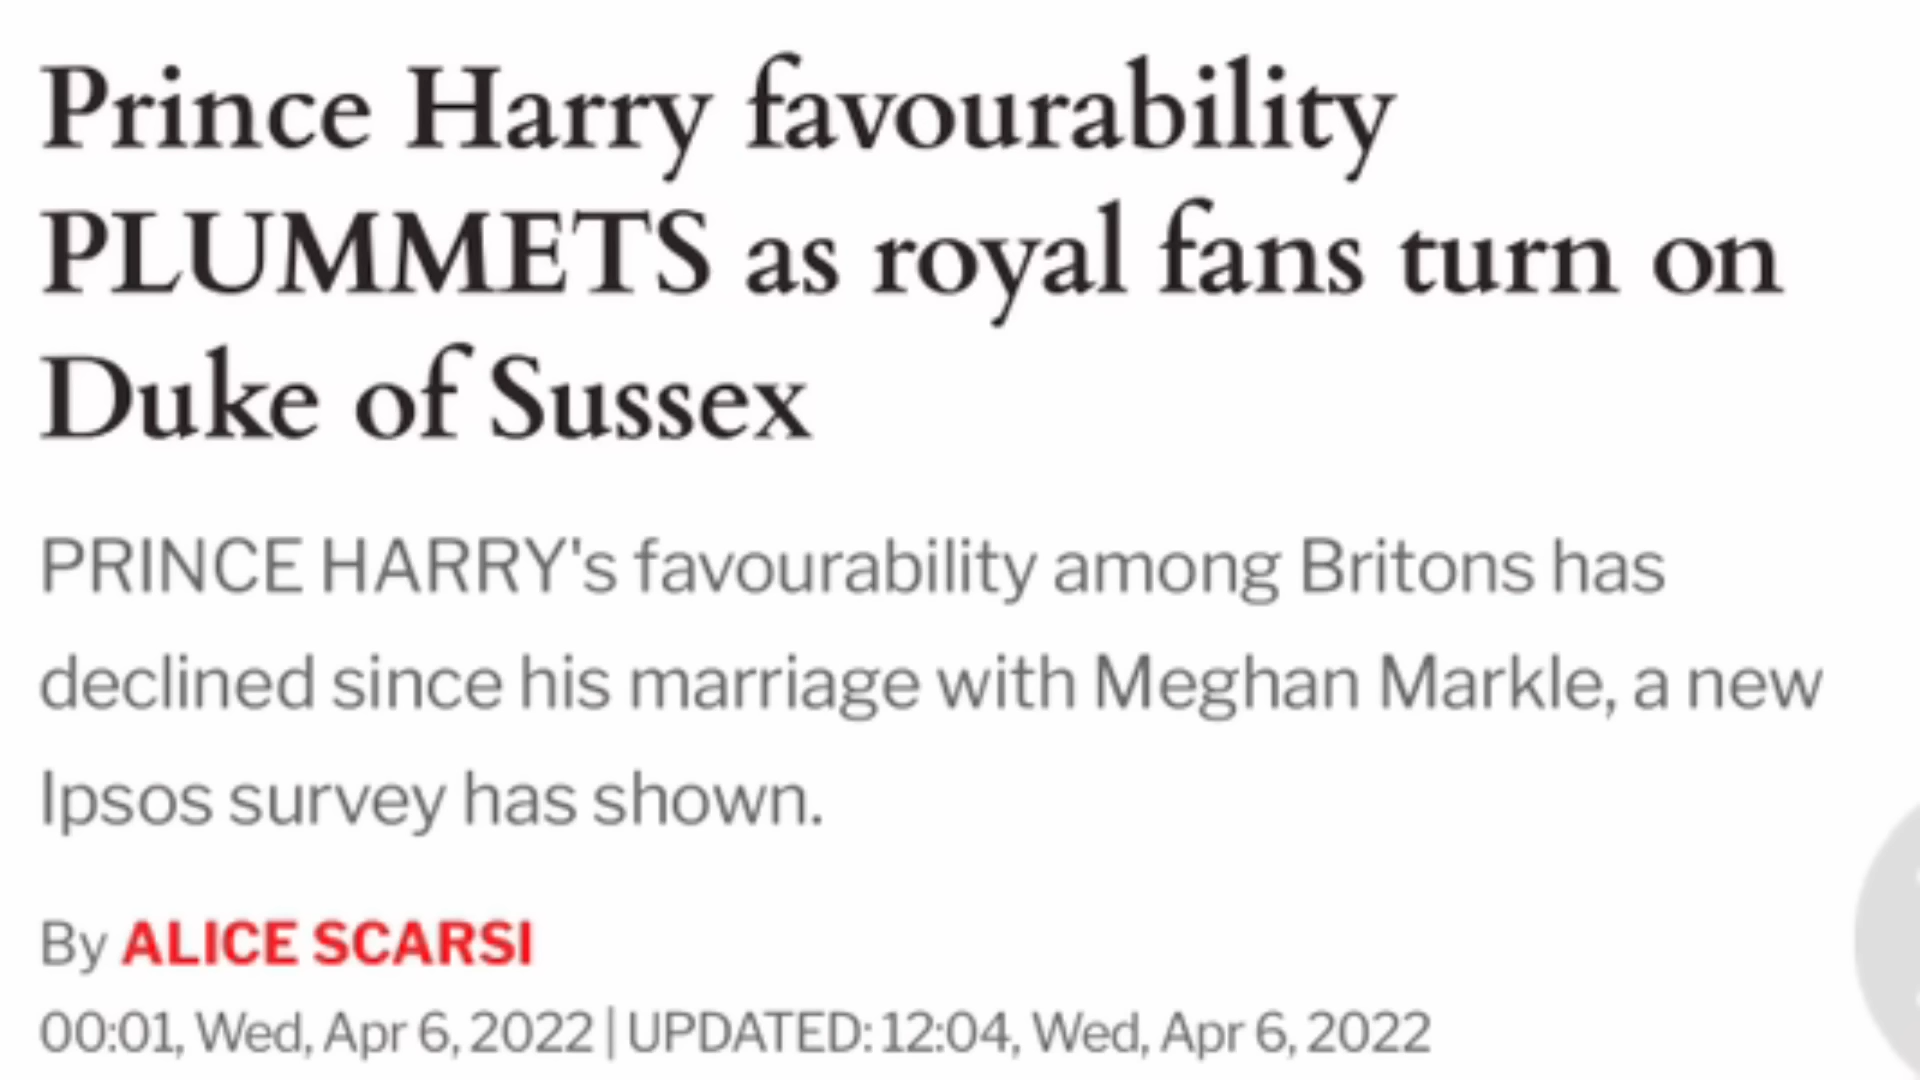 Prince Harry favourability
PLUMMETS as royal fans turn on
Duke of Sussex
PRINCE HARRY's favourability among Britons has
declined since his marriage with Meghan Markle, a new
Ipsos survey has shown.
By ALICE SCARSI
00:01, Wed, Apr 6, 2022 | UPDATED: 12:04, Wed, Apr 6, 2022